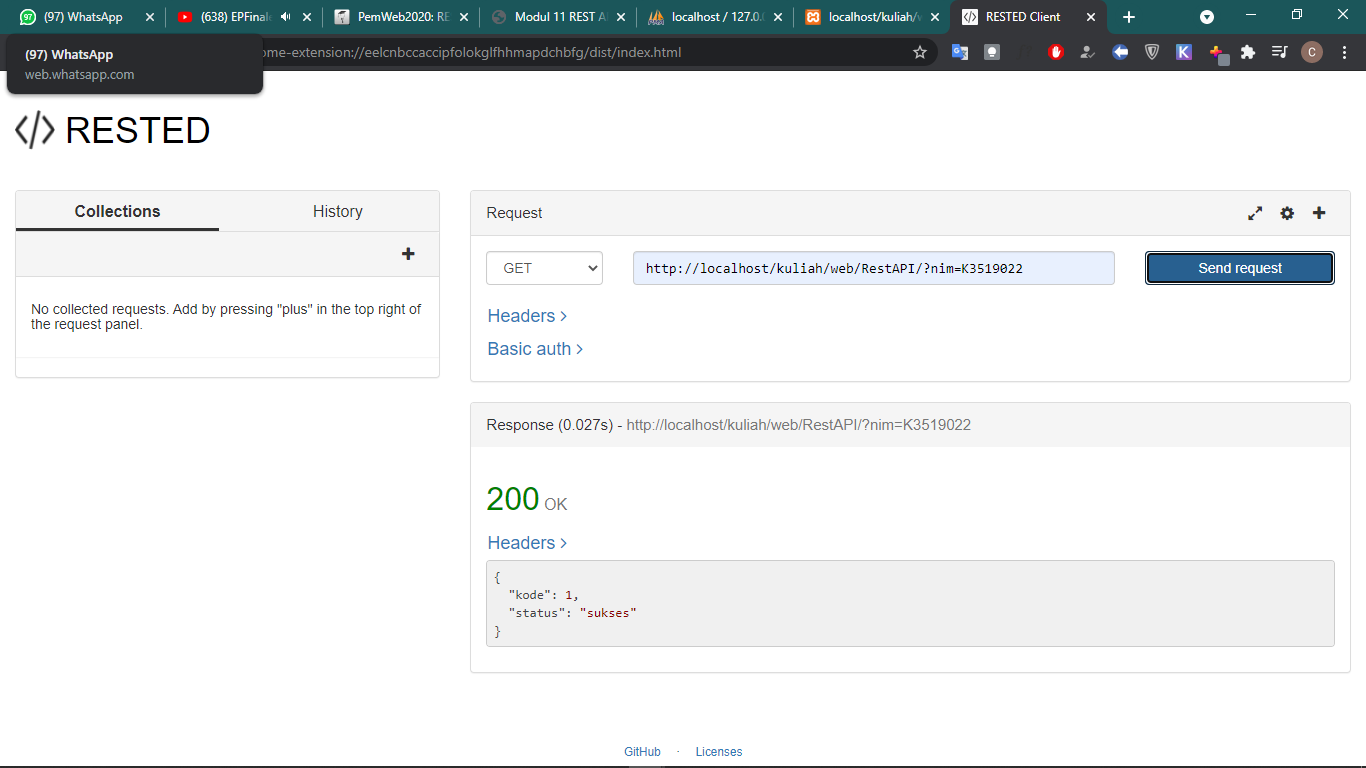 (97) WhatsApp
(638) EPFinal
PemWeb2020: RE
Modul 11 REST A
localhost / 127.0.
localhost/kuliah/w
RESTED Client
(97) WhatsApp
web.whatsapp.com
ome-extension://eelcnbccaccipfolokglfhhmapdchbfg/dist/index.html
</> RESTED
Collections
History
+
No collected requests. Add by pressing "plus" in the top right of
the request panel.
Request
GET
http://localhost/kuliah/web/RestAPI/?nim=K3519022
Send request
Headers >
Basic auth >
Response (0.027s) - http://localhost/kuliah/web/RestAPI/?nim=K3519022
200 OK
Headers >
{
"kode": 1,
"status": "sukses"
}
GitHub · Licenses